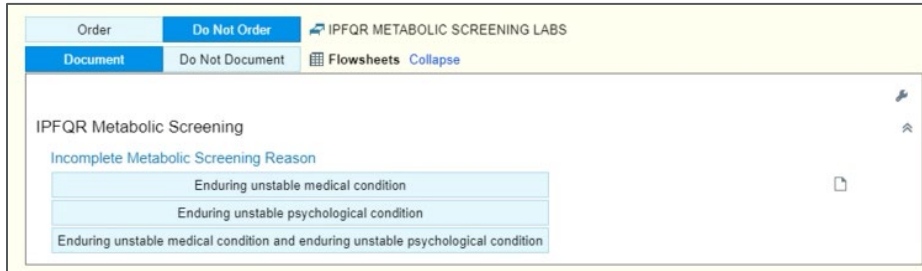 Order Do Not Order IPFQR METABOLIC SCREENING LABS
Document Do Not Document Flowsheets Collapse
IPFQR Metabolic Screening
Incomplete Metabolic Screening Reason
Enduring unstable medical condition
Enduring unstable psychological condition
Enduring unstable medical condition and enduring unstable psychological condition